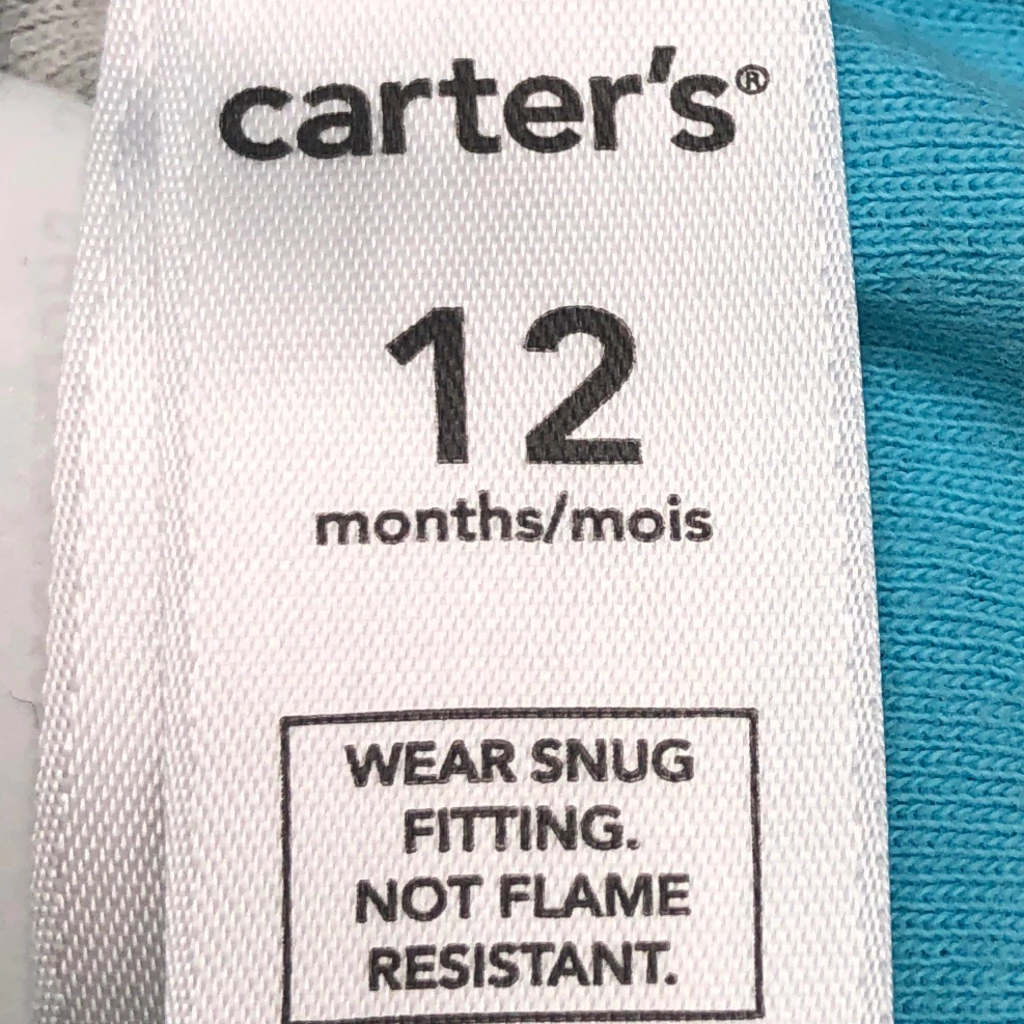 carter's®
12
months/mois
WEAR SNUG
FITTING.
NOT FLAME
RESISTANT.